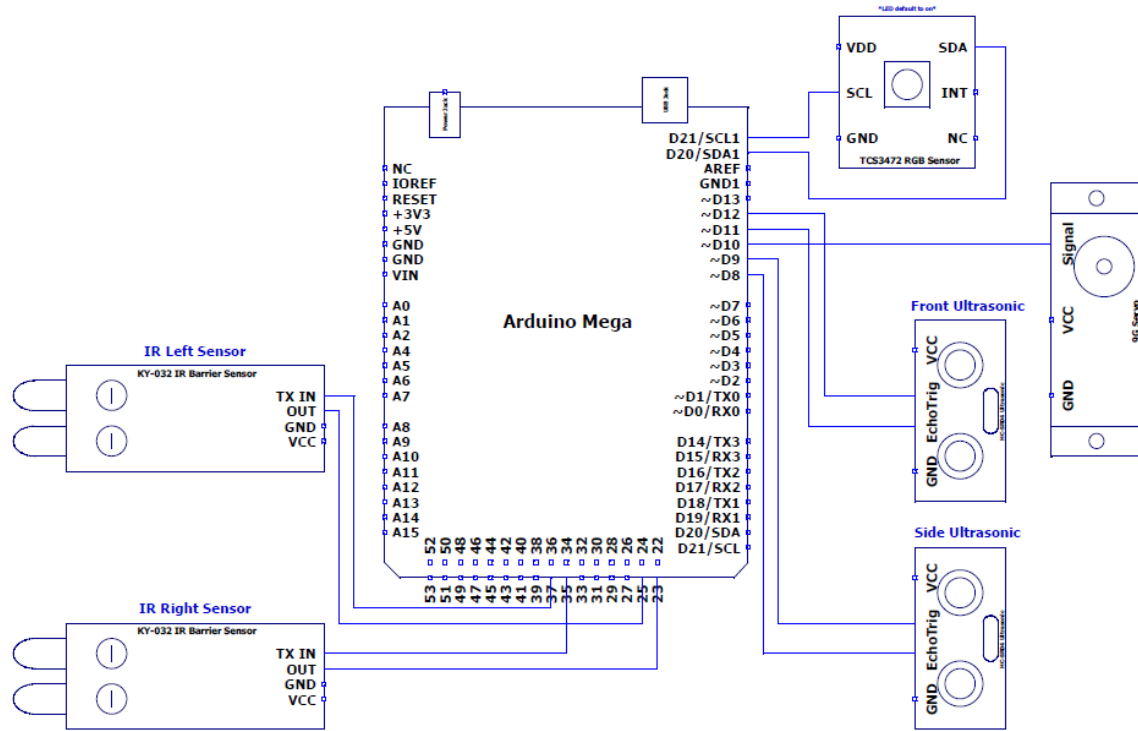 *LED default to on*
VDD
SDA
SCL
INT
GND
NC
TCS3472 RGB Sensor
Power Jack
USB Jack
D21/SCL1
D20/SDA1
AREF
GND1
~D13
~D12
~D11
~D10
~D9
~D8
~D7
~D6
~D5
~D4
~D3
~D2
~D1/TX0
~D0/RX0
D14/TX3
D15/RX3
D16/TX2
D17/RX2
D18/TX1
D19/RX1
D20/SDA
D21/SCL
NC
IOREF
RESET
+3V3
+5V
GND
GND
VIN
A0
A1
A2
A4
A5
A6
A7
A8
A9
A10
A11
A12
A13
A14
A15
Arduino Mega
52 50 48 46 44 42 40 38 36 34 32 30 28 26 24 22
53 51 49 47 45 43 41 39 37 35 33 31 29 27 25 23
Signal
VCC
GND
9G Servo
Front Ultrasonic
VCC
EchoTrig
GND
Side Ultrasonic
VCC
EchoTrig
GND
IR Left Sensor
KY-032 IR Barrier Sensor
TX IN
OUT
GND
VCC
IR Right Sensor
KY-032 IR Barrier Sensor
TX IN
OUT
GND
VCC